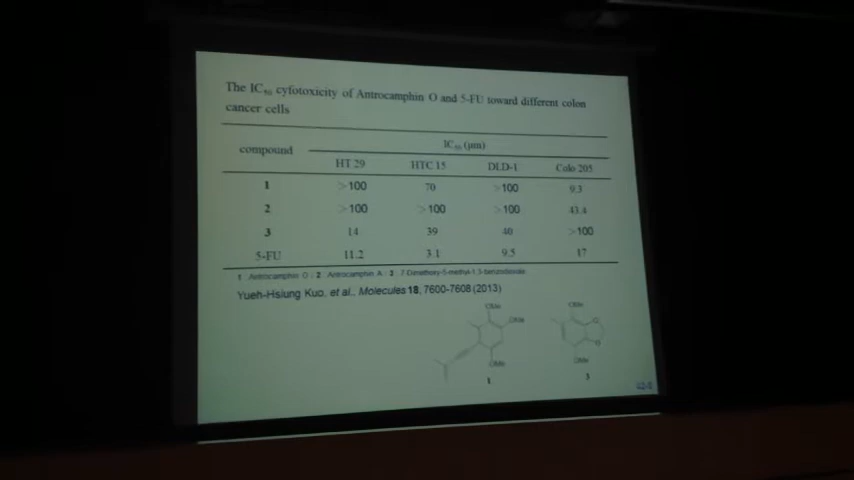 The IC50 cyfotoxicity of Antrocamphin O and 5-FU toward different colon
cancer cells
compound IC50 (μm)
HT 29 HTC 15 DLD-1 Colo 205
1 >100 70 >100 9.3
2 >100 >100 >100 43.4
3 14 39 40 >100
5-FU 11.2 3.1 9.5 17
1 : Antrocamphin O ; 2 : Antrocamphin A ; 3 : 7 Dimethoxy-5-methyl-1 3-benzodioxole
Yueh-Hsiung Kuo, et al., Molecules 18, 7600-7608 (2013)
OMe OMe
OMe
O
O
OMe OMe
1 3